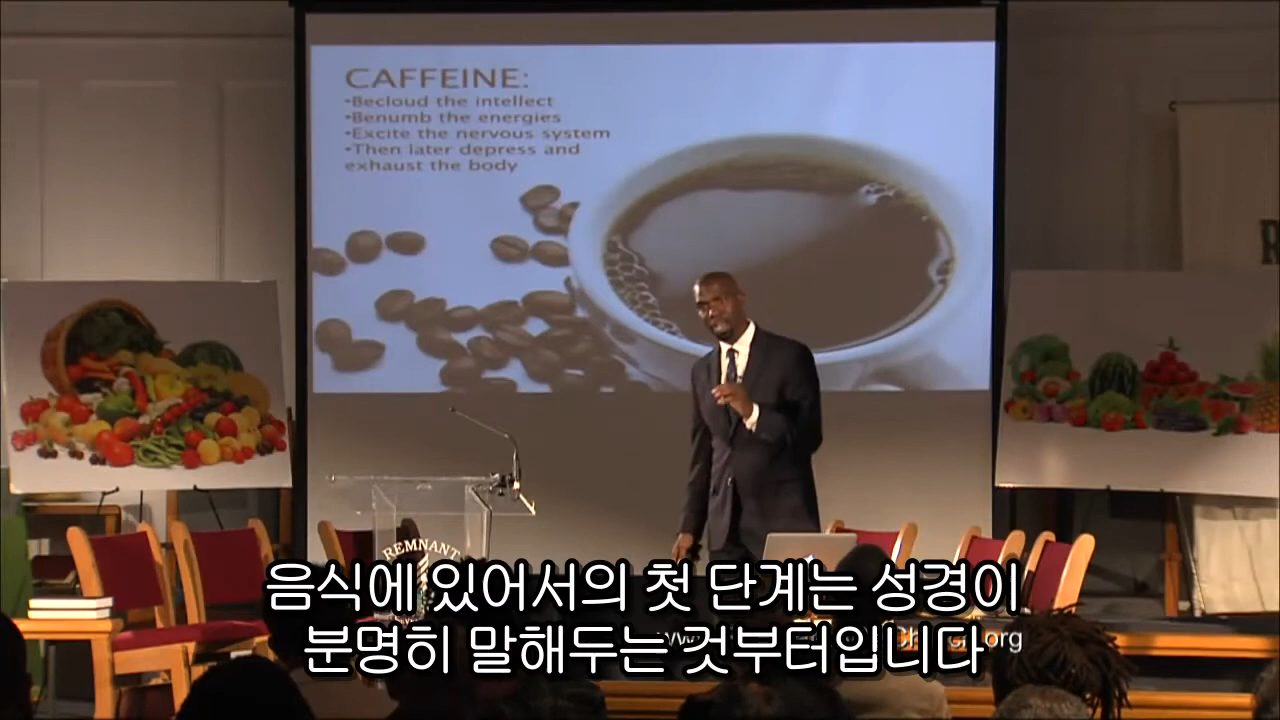 CAFFEINE:
•Becloud the intellect
•Benumb the energies
•Excite the nervous system
•Then later depress and
exhaust the body
REMNANT
음식에 있어서의 첫 단계는 성경이
분명히 말해두는 것부터입니다